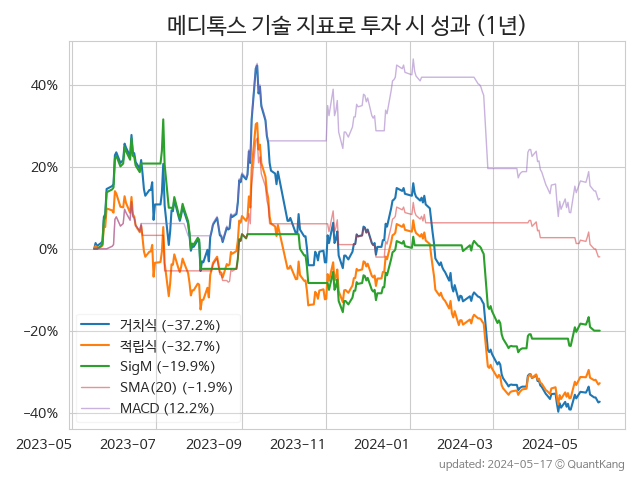 메디톡스 기술 지표로 투자 시 성과 (1년)
40%
20%
0%
−20%
−40%
거치식 (−37.2%)
적립식 (−32.7%)
SigM (−19.9%)
SMA(20) (−1.9%)
MACD (12.2%)
2023−05 2023−07 2023−09 2023−11 2024−01 2024−03 2024−05
updated: 2024−05−17 © QuantKang